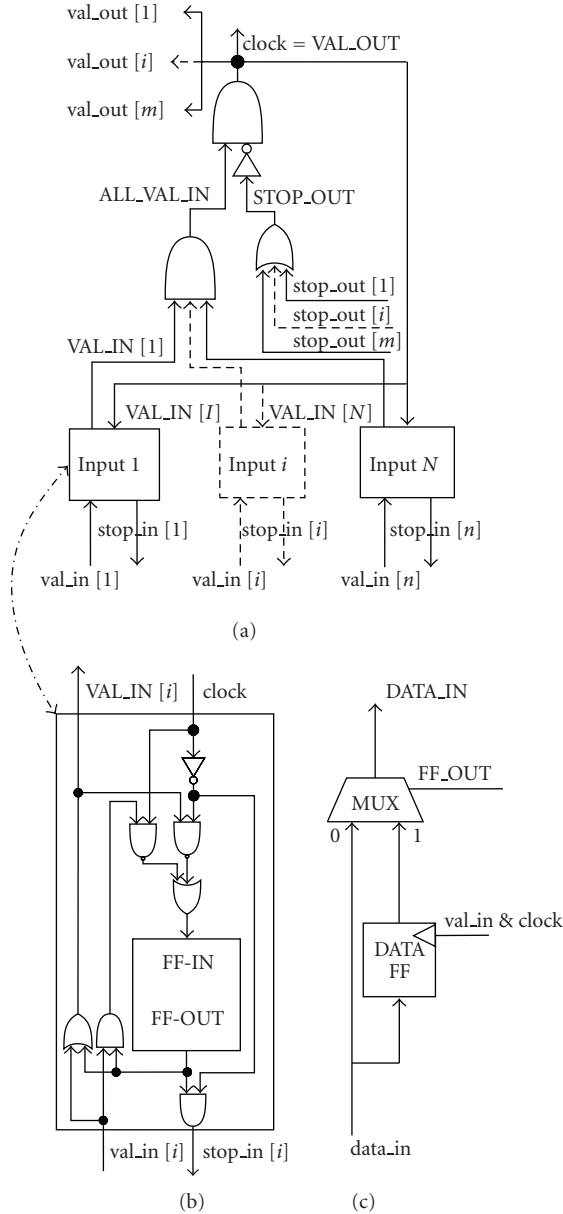 val_out [1]
clock = VAL_OUT
val_out [i]
val_out [m]
ALL_VAL_IN
STOP_OUT
stop_out [1]
stop_out [i]
stop_out [m]
VAL_IN [1]
VAL_IN [I]
VAL_IN [N]
Input 1
Input i
Input N
stop_in [1]
stop_in [i]
stop_in [n]
val_in [1]
val_in [i]
val_in [n]
(a)
VAL_IN [i]
clock
FF-IN
FF-OUT
val_in [i]
stop_in [i]
(b)
DATA_IN
FF_OUT
MUX
0
1
val_in & clock
DATA
FF
data_in
(c)